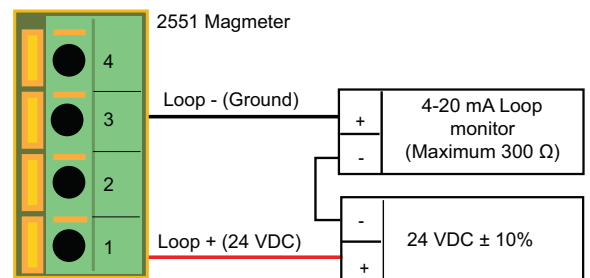 2551 Magmeter
4
Loop - (Ground)
3
+
-
4-20 mA Loop
monitor
(Maximum 300 Ω)
2
1
Loop + (24 VDC)
-
+
24 VDC ± 10%